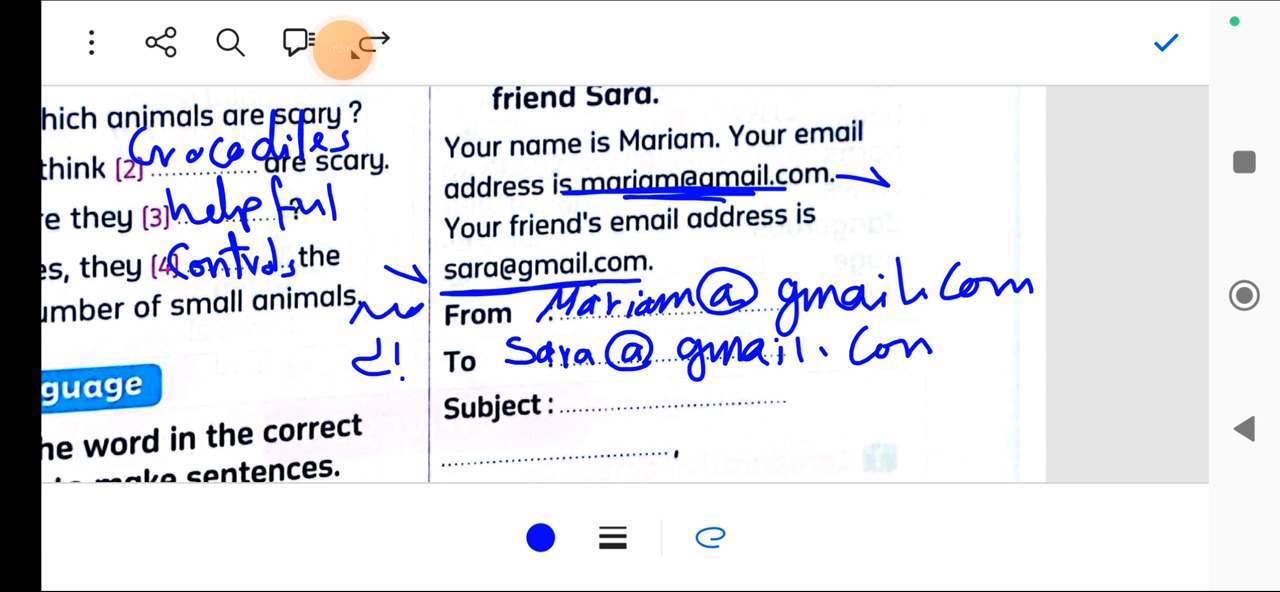 hich animals are scary ?
think [2] Crocodiles are scary.
e they [3] helpful ?
es, they [4] Controls the
umber of small animals.
guage
he word in the correct
to make sentences.
friend Sara.
Your name is Mariam. Your email
address is mariam@gmail.com.
Your friend's email address is
sara@gmail.com.
From : Mariam@gmail.com
To : Sara@gmail.com
Subject :
,